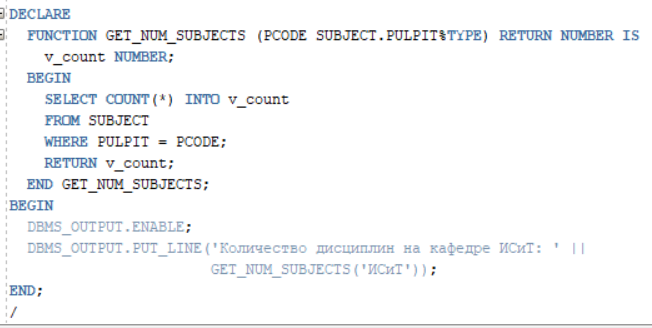 DECLARE
FUNCTION GET_NUM_SUBJECTS (PCODE SUBJECT.PULPIT%TYPE) RETURN NUMBER IS
v_count NUMBER;
BEGIN
SELECT COUNT(*) INTO v_count
FROM SUBJECT
WHERE PULPIT = PCODE;
RETURN v_count;
END GET_NUM_SUBJECTS;
BEGIN
DBMS_OUTPUT.ENABLE;
DBMS_OUTPUT.PUT_LINE('Количество дисциплин на кафедре ИСиТ: ' ||
GET_NUM_SUBJECTS('ИСиТ'));
END;
/